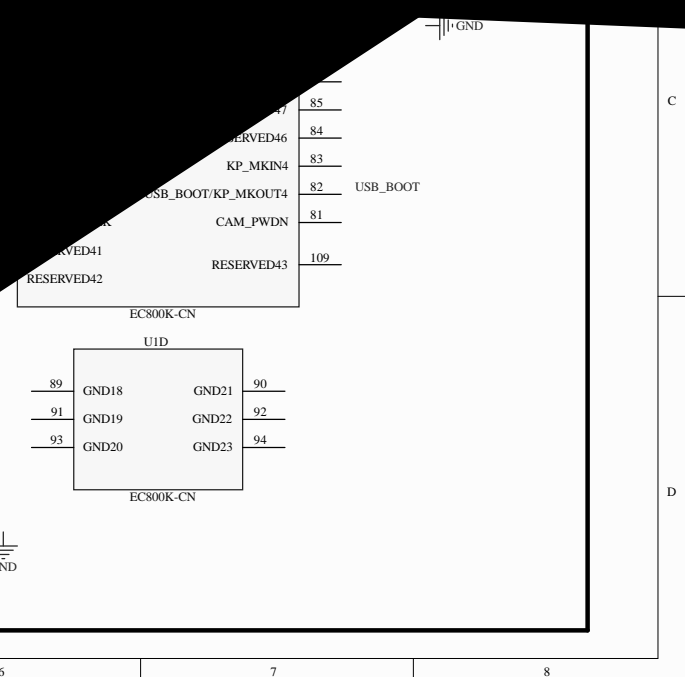 GND
C
85
84
KP_MKIN4 83
USB_BOOT/KP_MKOUT4 82 USB_BOOT
CAM_PWDN 81
RESERVED43 109
RESERVED42
EC800K-CN
U1D
89 GND18 GND21 90
91 GND19 GND22 92
93 GND20 GND23 94
EC800K-CN
D
7 8